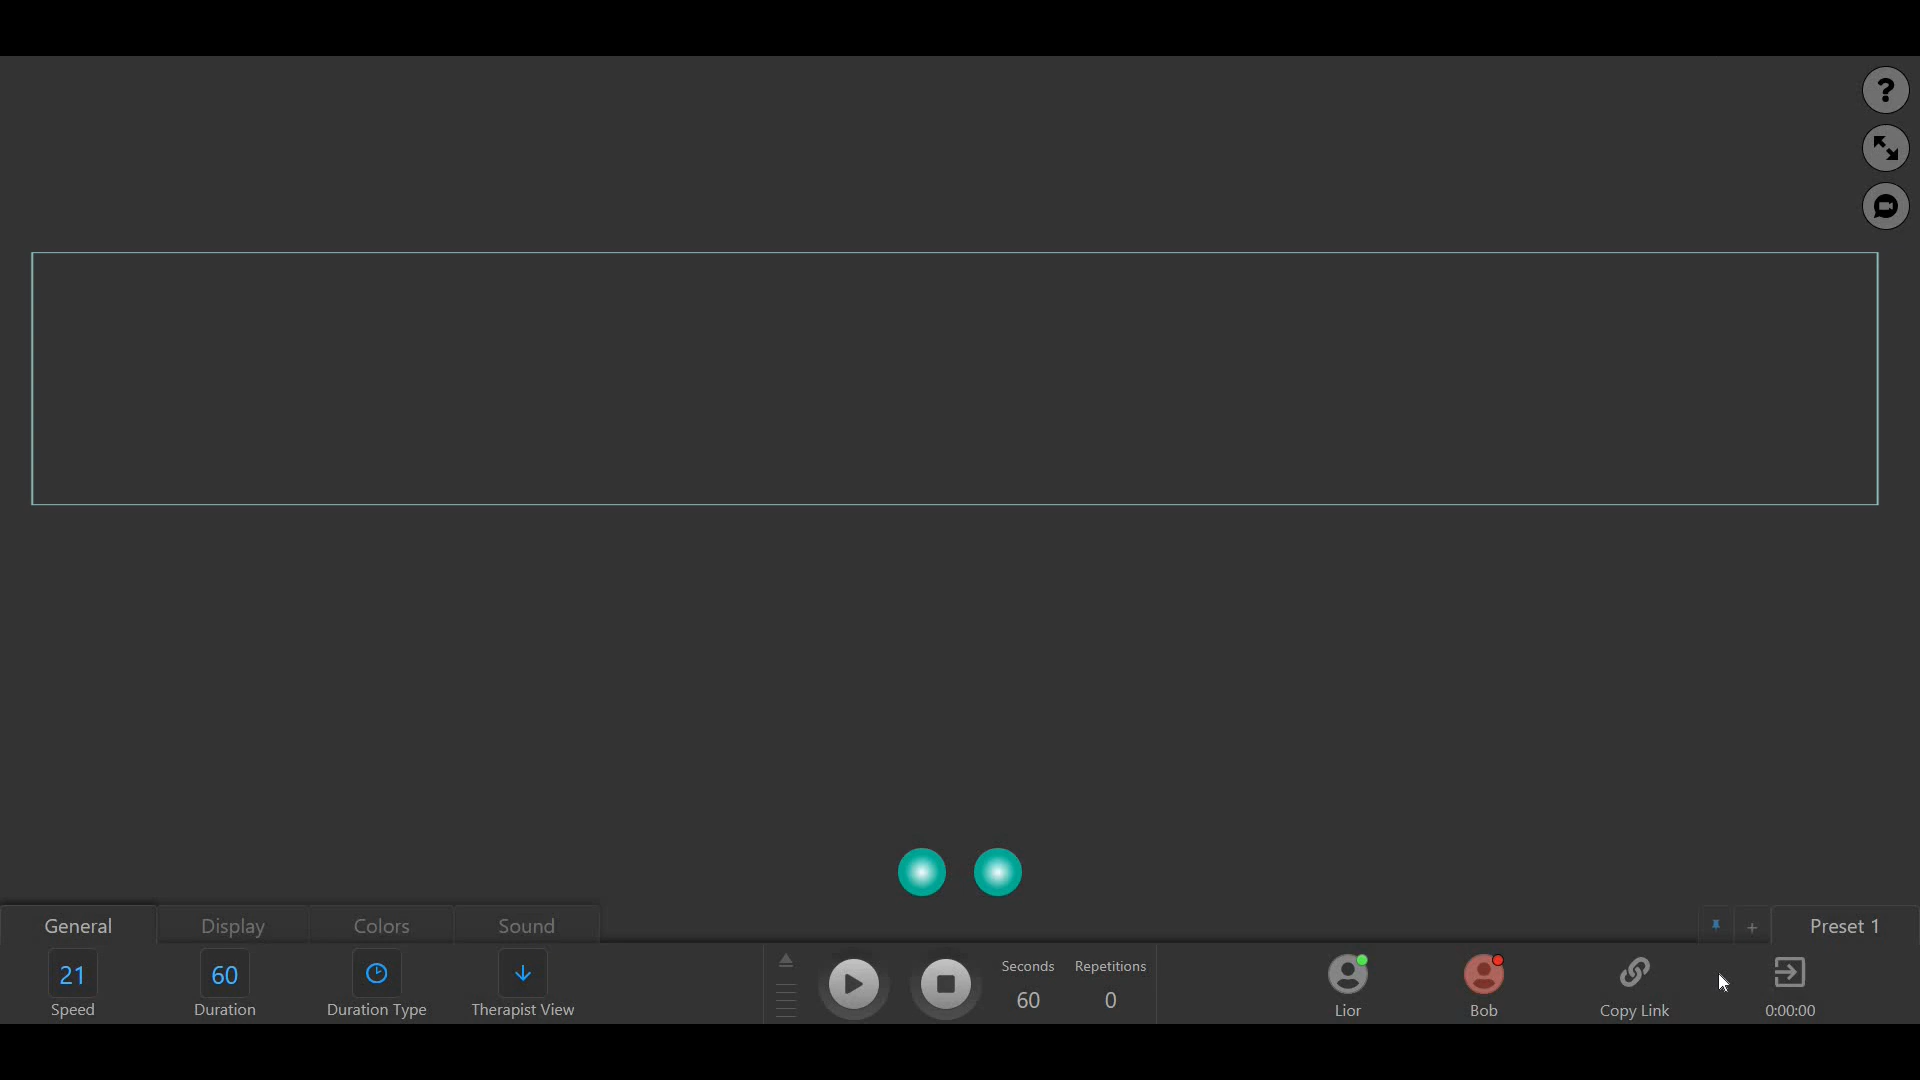 ?
General Display Colors Sound + Preset 1
21 60
Speed Duration Duration Type Therapist View
Seconds Repetitions
60 0
Lior Bob Copy Link 0:00:00